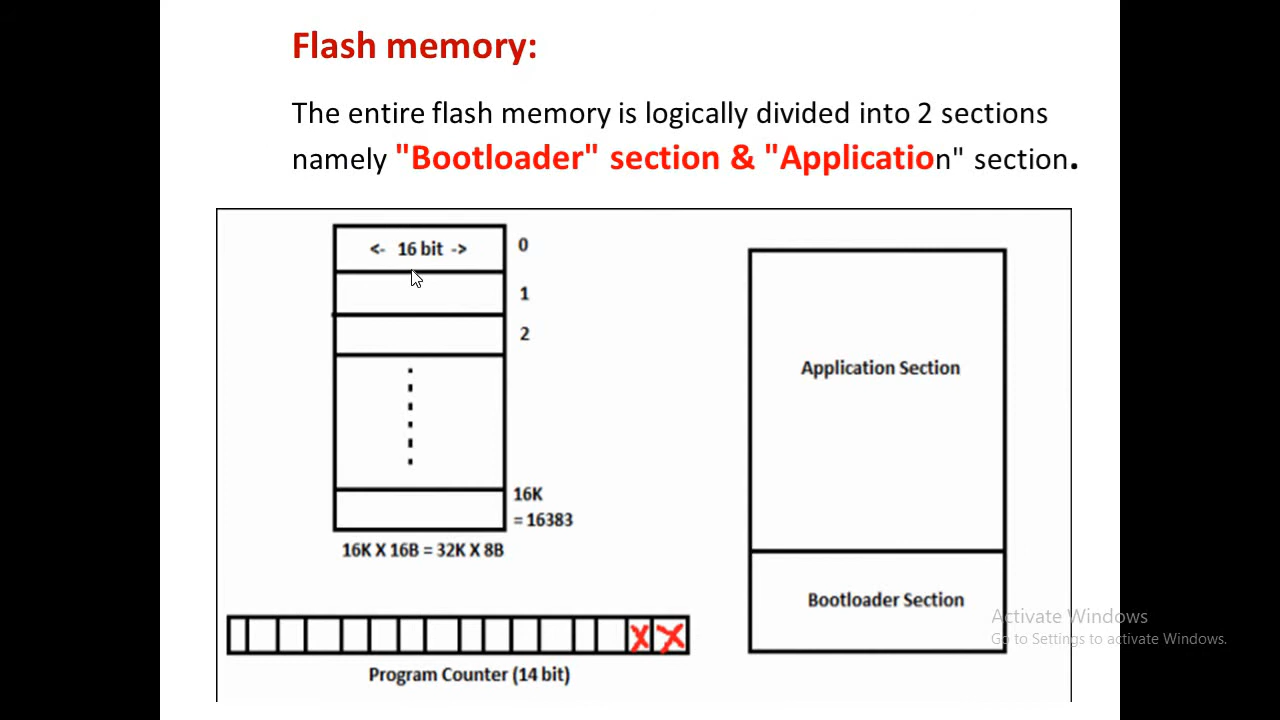 Flash memory:
The entire flash memory is logically divided into 2 sections
namely "Bootloader" section & "Application" section.
<- 16 bit ->
0
1
2
16K
= 16383
16K X 16B = 32K X 8B
X X
Program Counter (14 bit)
Application Section
Bootloader Section
Activate Windows
Go to Settings to activate Windows.